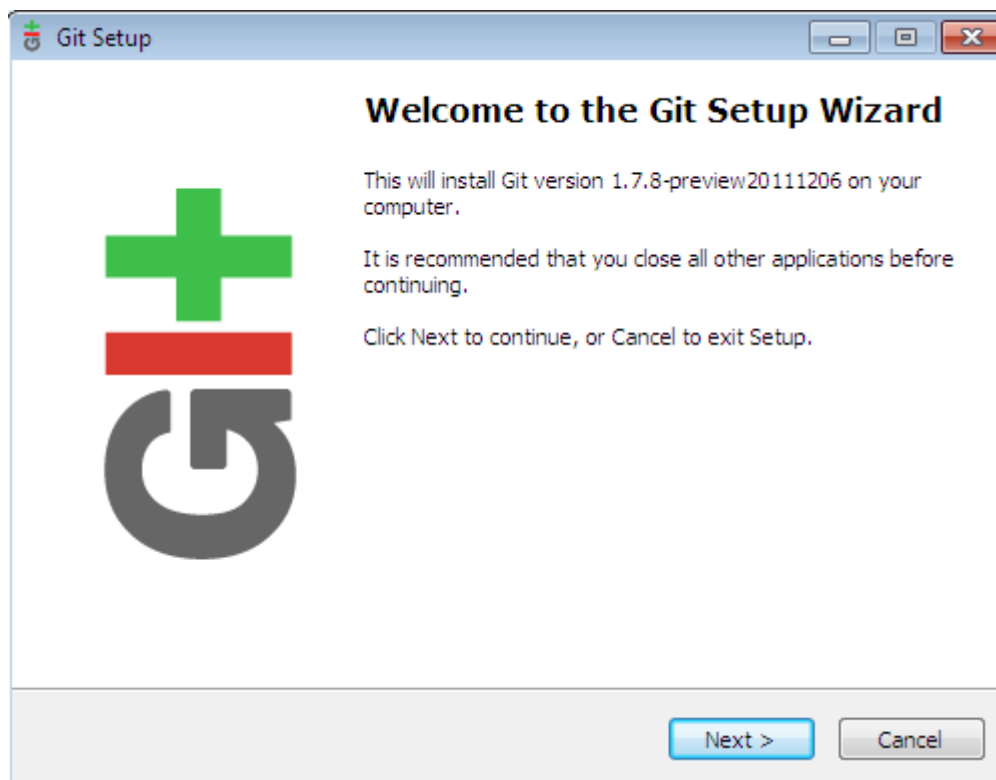 Git Setup
Welcome to the Git Setup Wizard
This will install Git version 1.7.8-preview20111206 on your
computer.
It is recommended that you close all other applications before
continuing.
Click Next to continue, or Cancel to exit Setup.
Git
Next >
Cancel